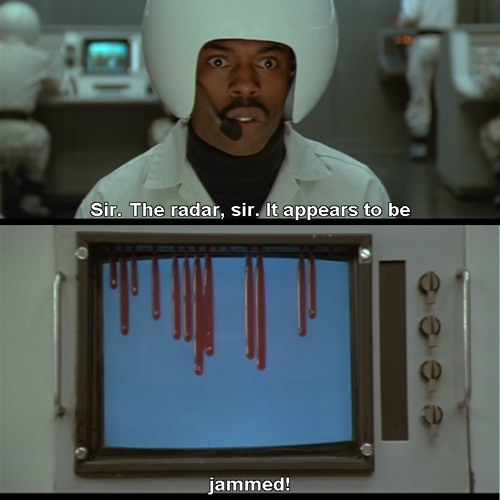 Sir. The radar, sir. It appears to be
jammed!